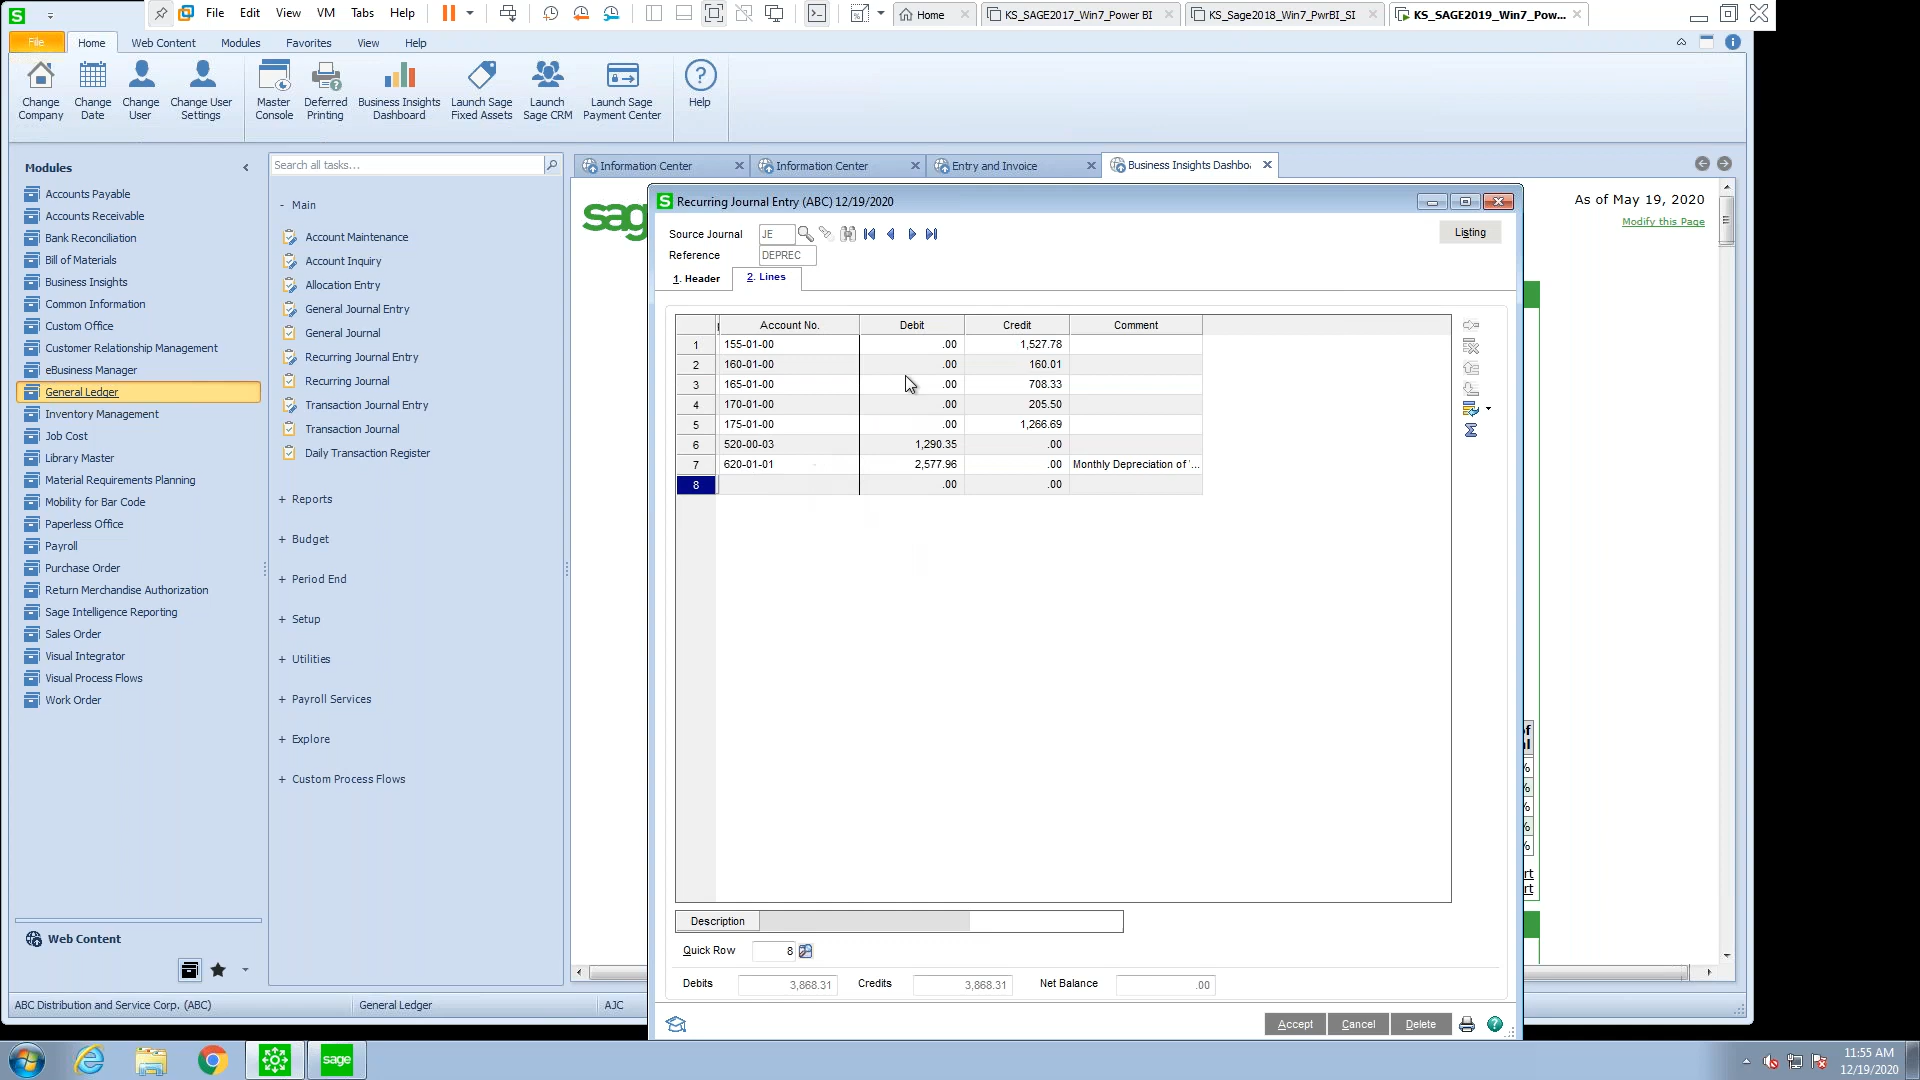 File Edit View VM Tabs Help
Home KS_SAGE2017_Win7_Power BI KS_Sage2018_Win7_PwrBI_SI KS_SAGE2019_Win7_Pow...
File Home Web Content Modules Favorites View Help
Change Company
Change Date
Change User
Change User Settings
Master Console
Deferred Printing
Business Insights Dashboard
Launch Sage Fixed Assets
Launch Sage CRM
Launch Sage Payment Center
Help
Modules
Accounts Payable
Accounts Receivable
Bank Reconciliation
Bill of Materials
Business Insights
Common Information
Custom Office
Customer Relationship Management
eBusiness Manager
General Ledger
Inventory Management
Job Cost
Library Master
Material Requirements Planning
Mobility for Bar Code
Paperless Office
Payroll
Purchase Order
Return Merchandise Authorization
Sage Intelligence Reporting
Sales Order
Visual Integrator
Visual Process Flows
Work Order
Web Content
Search all tasks...
- Main
Account Maintenance
Account Inquiry
Allocation Entry
General Journal Entry
General Journal
Recurring Journal Entry
Recurring Journal
Transaction Journal Entry
Transaction Journal
Daily Transaction Register
+ Reports
+ Budget
+ Period End
+ Setup
+ Utilities
+ Payroll Services
+ Explore
+ Custom Process Flows
Information Center Information Center Entry and Invoice Business Insights Dashbo
sag
As of May 19, 2020
Modify this Page
Recurring Journal Entry (ABC) 12/19/2020
Source Journal JE
Listing
Reference DEPREC
1. Header 2. Lines
Account No. Debit Credit Comment
1 155-01-00 .00 1,527.78
2 160-01-00 .00 160.01
3 165-01-00 .00 708.33
4 170-01-00 .00 205.50
5 175-01-00 .00 1,266.69
6 520-00-03 1,290.35 .00
7 620-01-01 2,577.96 .00 Monthly Depreciation of '...
8 .00 .00
Description
Quick Row 8
Debits 3,868.31 Credits 3,868.31 Net Balance .00
Accept Cancel Delete
%
%
%
%
%
rt
rt
ABC Distribution and Service Corp. (ABC) General Ledger AJC
sage
11:55 AM
12/19/2020